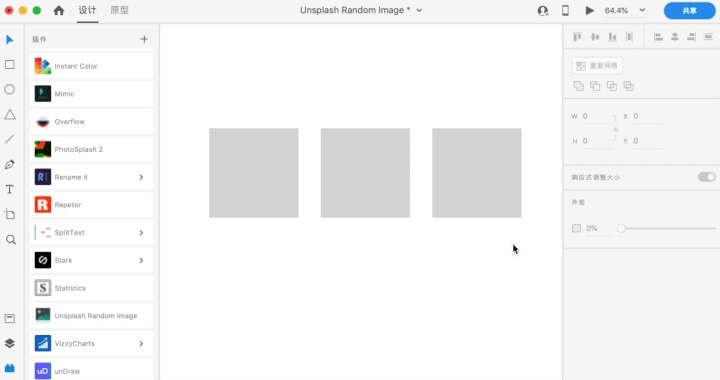 设计 原型 Unsplash Random Image * 64.4% 共享
插件 +
Instant Color
Mimic
Overflow
PhotoSplash 2
Rename It
Repetor
SplitText
Stark
Statistics
Unsplash Random Image
VizzyCharts
uD unDraw
重复网格
W 0 X 0
H 0 Y 0
响应式调整大小
外观
0%